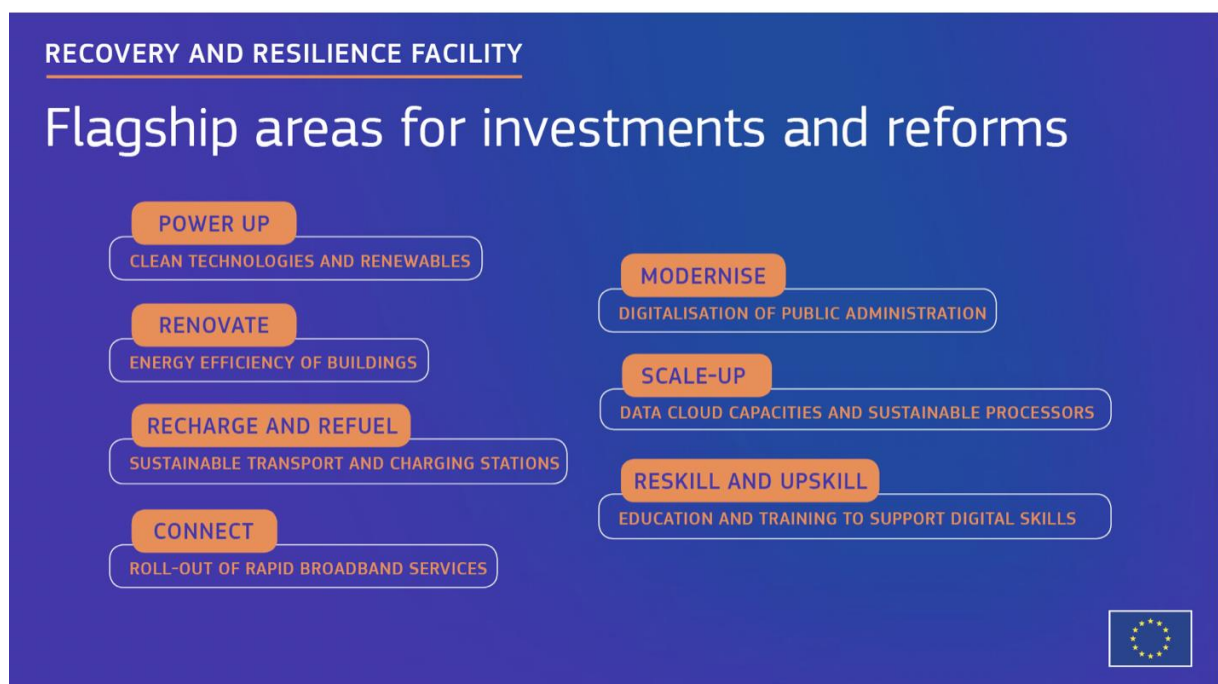 RECOVERY AND RESILIENCE FACILITY
Flagship areas for investments and reforms
POWER UP
CLEAN TECHNOLOGIES AND RENEWABLES
RENOVATE
ENERGY EFFICIENCY OF BUILDINGS
RECHARGE AND REFUEL
SUSTAINABLE TRANSPORT AND CHARGING STATIONS
CONNECT
ROLL-OUT OF RAPID BROADBAND SERVICES
MODERNISE
DIGITALISATION OF PUBLIC ADMINISTRATION
SCALE-UP
DATA CLOUD CAPACITIES AND SUSTAINABLE PROCESSORS
RESKILL AND UPSKILL
EDUCATION AND TRAINING TO SUPPORT DIGITAL SKILLS